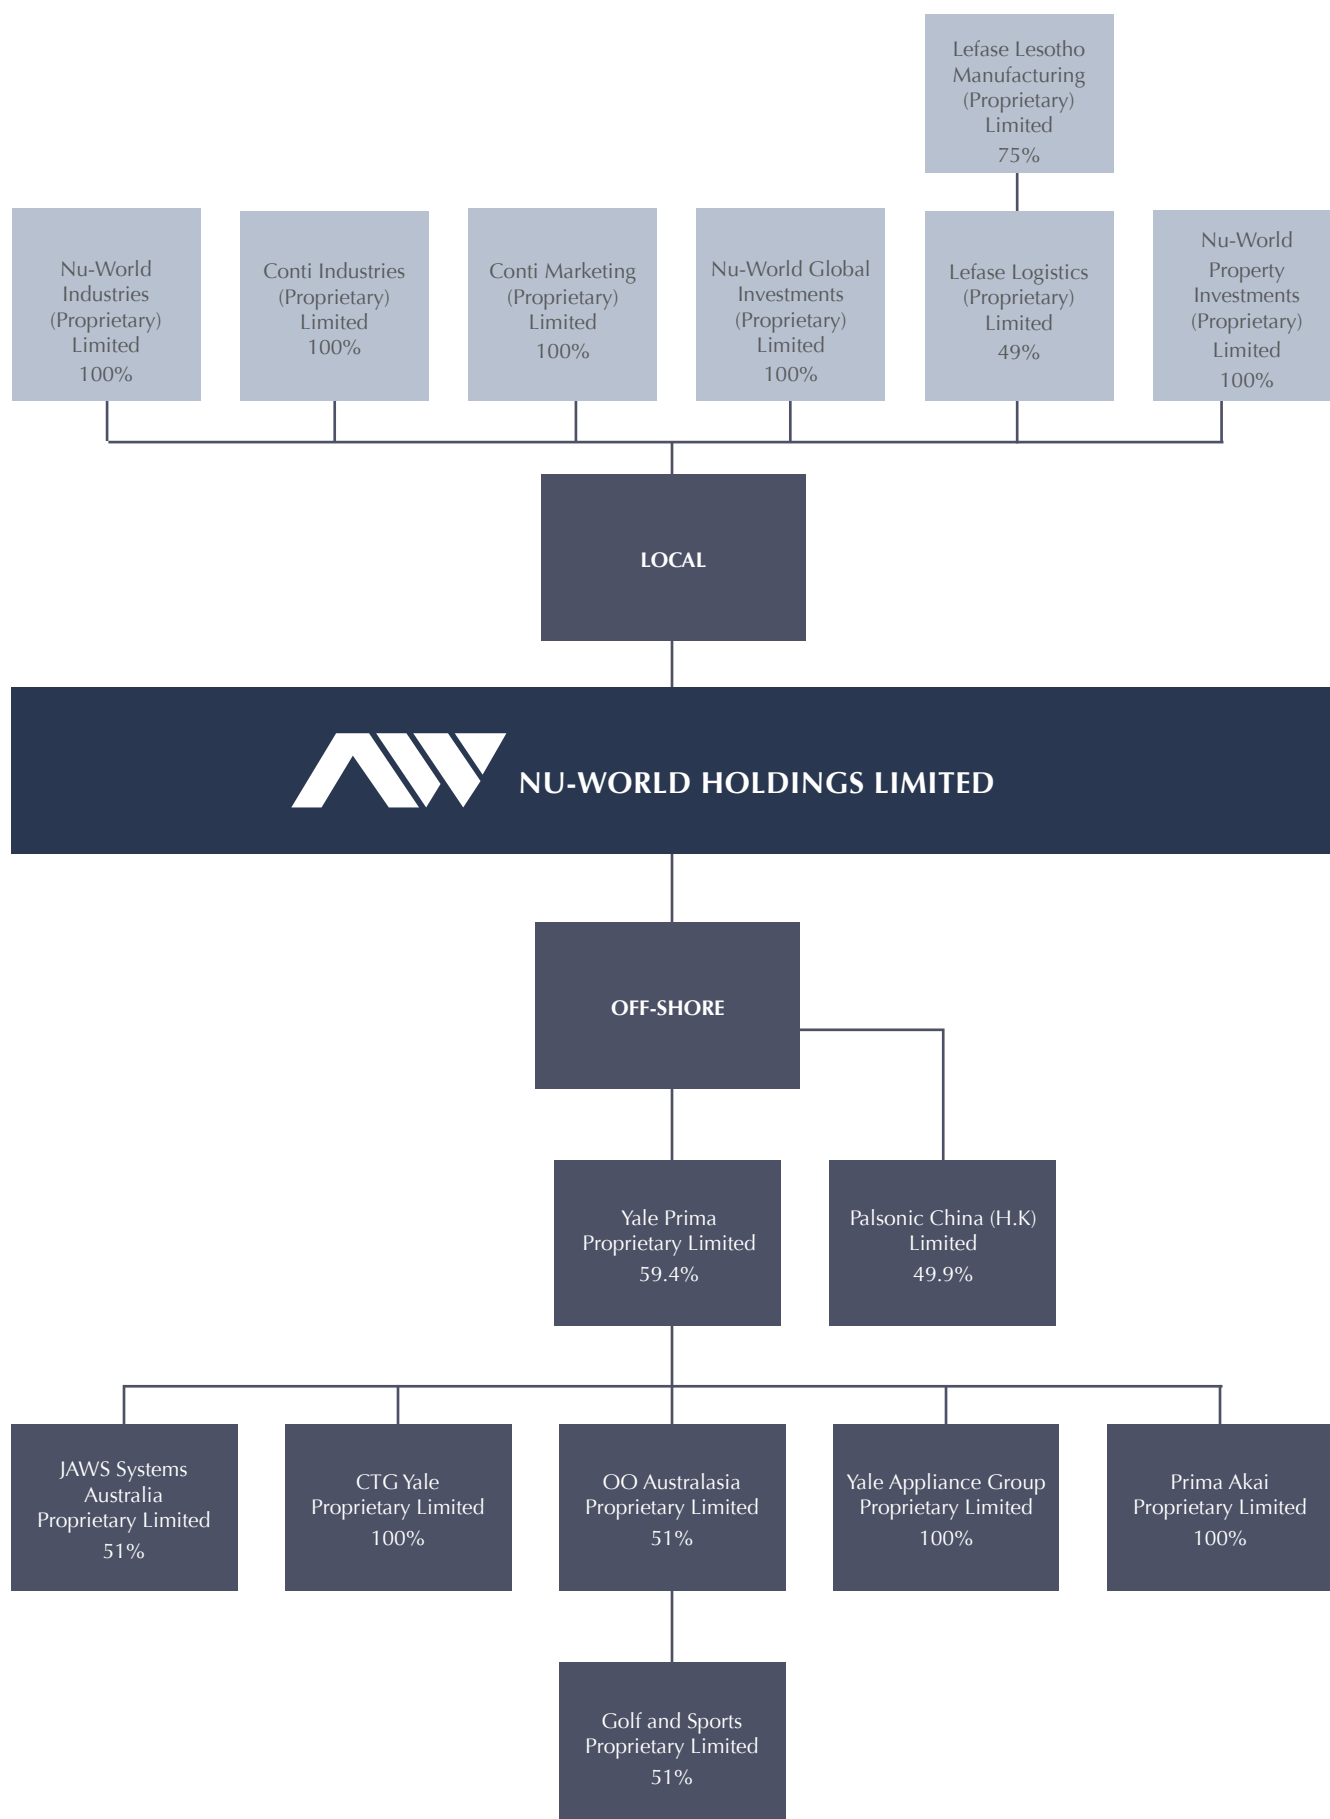 Lefase Lesotho
Manufacturing
(Proprietary)
Limited
75%
Nu-World
Industries
(Proprietary)
Limited
100%
Conti Industries
(Proprietary)
Limited
100%
Conti Marketing
(Proprietary)
Limited
100%
Nu-World Global
Investments
(Proprietary)
Limited
100%
Lefase Logistics
(Proprietary)
Limited
49%
Nu-World
Property
Investments
(Proprietary)
Limited
100%
LOCAL
NU-WORLD HOLDINGS LIMITED
OFF-SHORE
Yale Prima
Proprietary Limited
59.4%
Palsonic China (H.K)
Limited
49.9%
JAWS Systems
Australia
Proprietary Limited
51%
CTG Yale
Proprietary Limited
100%
OO Australasia
Proprietary Limited
51%
Yale Appliance Group
Proprietary Limited
100%
Prima Akai
Proprietary Limited
100%
Golf and Sports
Proprietary Limited
51%